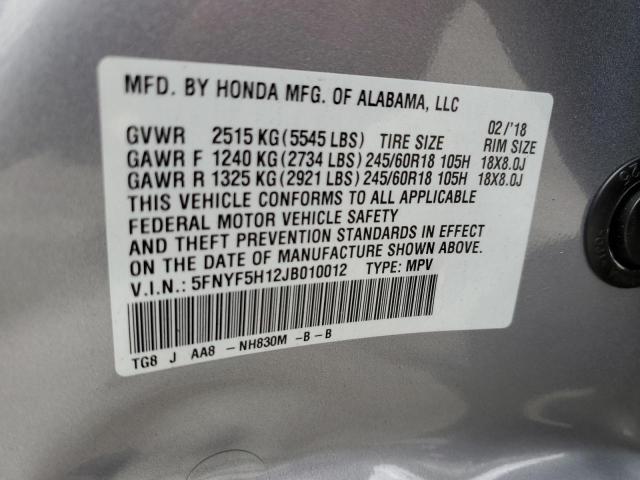 MFD. BY HONDA MFG. OF ALABAMA, LLC
02/'18
GVWR 2515 KG(5545 LBS) TIRE SIZE RIM SIZE
GAWR F 1240 KG(2734 LBS) 245/60R18 105H 18X8.0J
GAWR R 1325 KG(2921 LBS) 245/60R18 105H 18X8.0J
THIS VEHICLE CONFORMS TO ALL APPLICABLE
FEDERAL MOTOR VEHICLE SAFETY
AND THEFT PREVENTION STANDARDS IN EFFECT
ON THE DATE OF MANUFACTURE SHOWN ABOVE.
V.I.N.: 5FNYF5H12JB010012 TYPE: MPV
TG8 J AA8 -NH830M -B-B